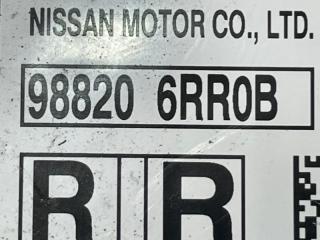 NISSAN MOTOR CO., LTD.
98820 6RR0B
R R